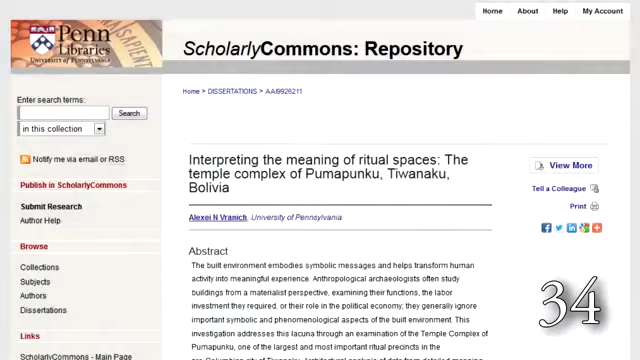 Home About Help My Account
Penn
Libraries
UNIVERSITY of PENNSYLVANIA
ScholarlyCommons: Repository
Home > DISSERTATIONS > AAI9926211
Enter search terms:
Search
in this collection
Notify me via email or RSS
Publish in ScholarlyCommons
Submit Research
Author Help
Browse
Collections
Subjects
Authors
Dissertations
Links
ScholarlyCommons - Main Page
Interpreting the meaning of ritual spaces: The
temple complex of Pumapunku, Tiwanaku,
Bolivia
Alexei N Vranich, University of Pennsylvania
Abstract
The built environment embodies symbolic messages and helps transform human
activity into meaningful experience. Anthropological archaeologists often study
buildings from a materialist perspective, examining their functions, the labor
investment they required, or their role in the political economy; they generally ignore
important symbolic and phenomenological aspects of the built environment. This
investigation addresses this lacuna through an examination of the Temple Complex of
Pumapunku, one of the largest and most important ritual precincts in the
View More
Tell a Colleague
Print
34